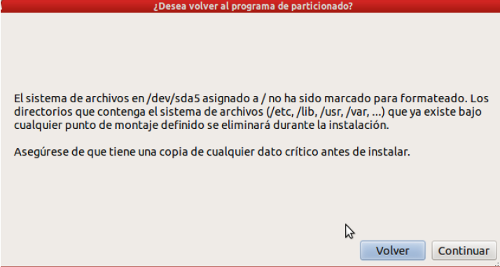 ¿Desea volver al programa de particionado?
El sistema de archivos en /dev/sda5 asignado a / no ha sido marcado para formateado. Los
directorios que contenga el sistema de archivos (/etc, /lib, /usr, /var, ...) que ya existe bajo
cualquier punto de montaje definido se eliminará durante la instalación.
Asegúrese de que tiene una copia de cualquier dato crítico antes de instalar.
Volver Continuar